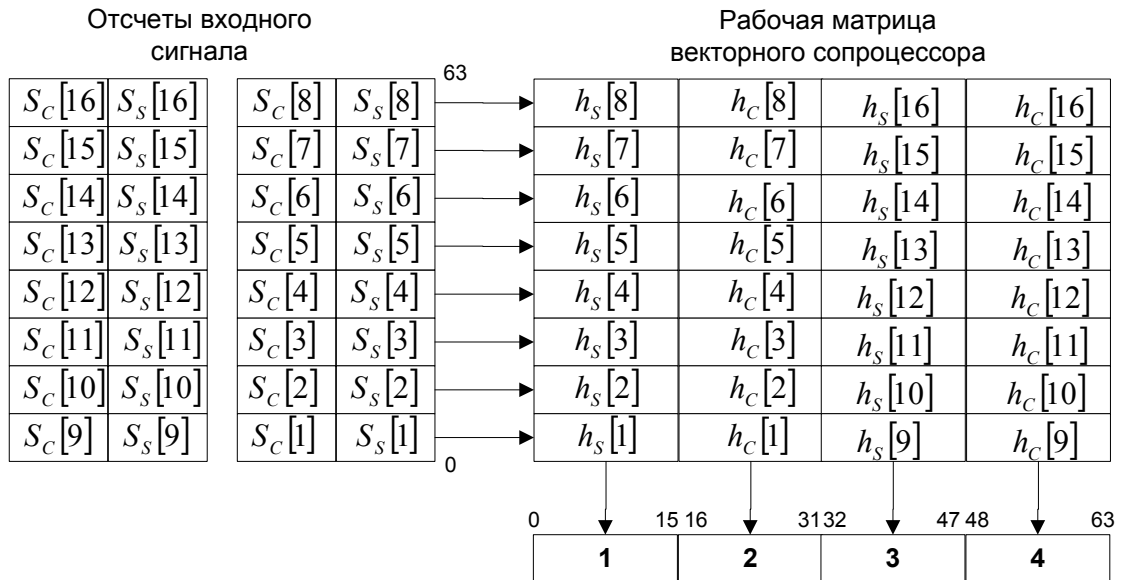 Отсчеты входного
сигнала
Рабочая матрица
векторного сопроцессора
63
S_C[16] S_S[16] S_C[8] S_S[8] h_S[8] h_C[8] h_S[16] h_C[16]
S_C[15] S_S[15] S_C[7] S_S[7] h_S[7] h_C[7] h_S[15] h_C[15]
S_C[14] S_S[14] S_C[6] S_S[6] h_S[6] h_C[6] h_S[14] h_C[14]
S_C[13] S_S[13] S_C[5] S_S[5] h_S[5] h_C[5] h_S[13] h_C[13]
S_C[12] S_S[12] S_C[4] S_S[4] h_S[4] h_C[4] h_S[12] h_C[12]
S_C[11] S_S[11] S_C[3] S_S[3] h_S[3] h_C[3] h_S[11] h_C[11]
S_C[10] S_S[10] S_C[2] S_S[2] h_S[2] h_C[2] h_S[10] h_C[10]
S_C[9] S_S[9] S_C[1] S_S[1] h_S[1] h_C[1] h_S[9] h_C[9]
0
0 15 16 31 32 47 48 63
1 2 3 4